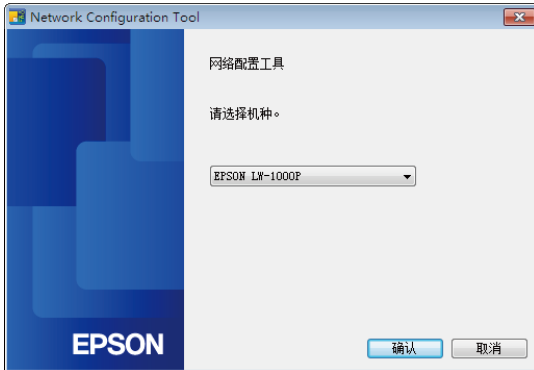 Network Configuration Tool
网络配置工具
请选择机种。
EPSON LW-1000P
EPSON
确认
取消